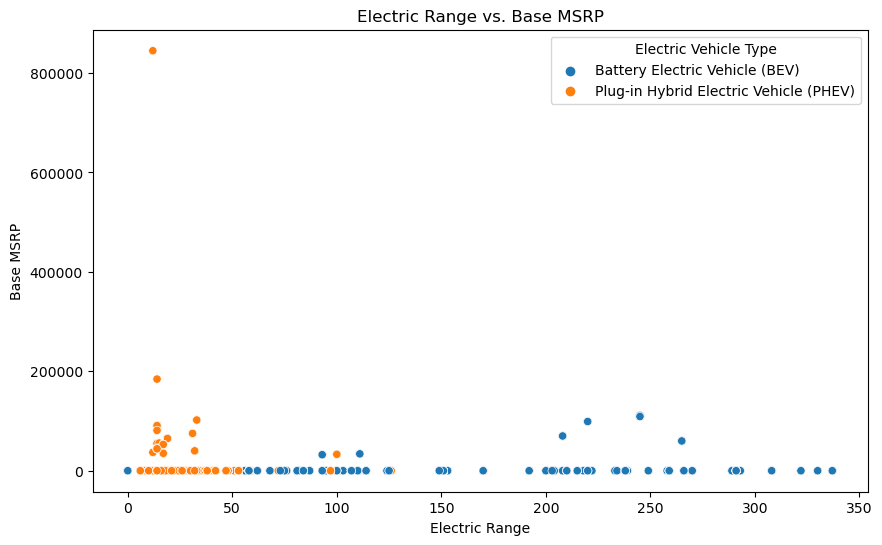 Electric Range vs. Base MSRP
Electric Vehicle Type
Battery Electric Vehicle (BEV)
Plug-in Hybrid Electric Vehicle (PHEV)
800000
600000
400000
200000
0
Base MSRP
0 50 100 150 200 250 300 350
Electric Range